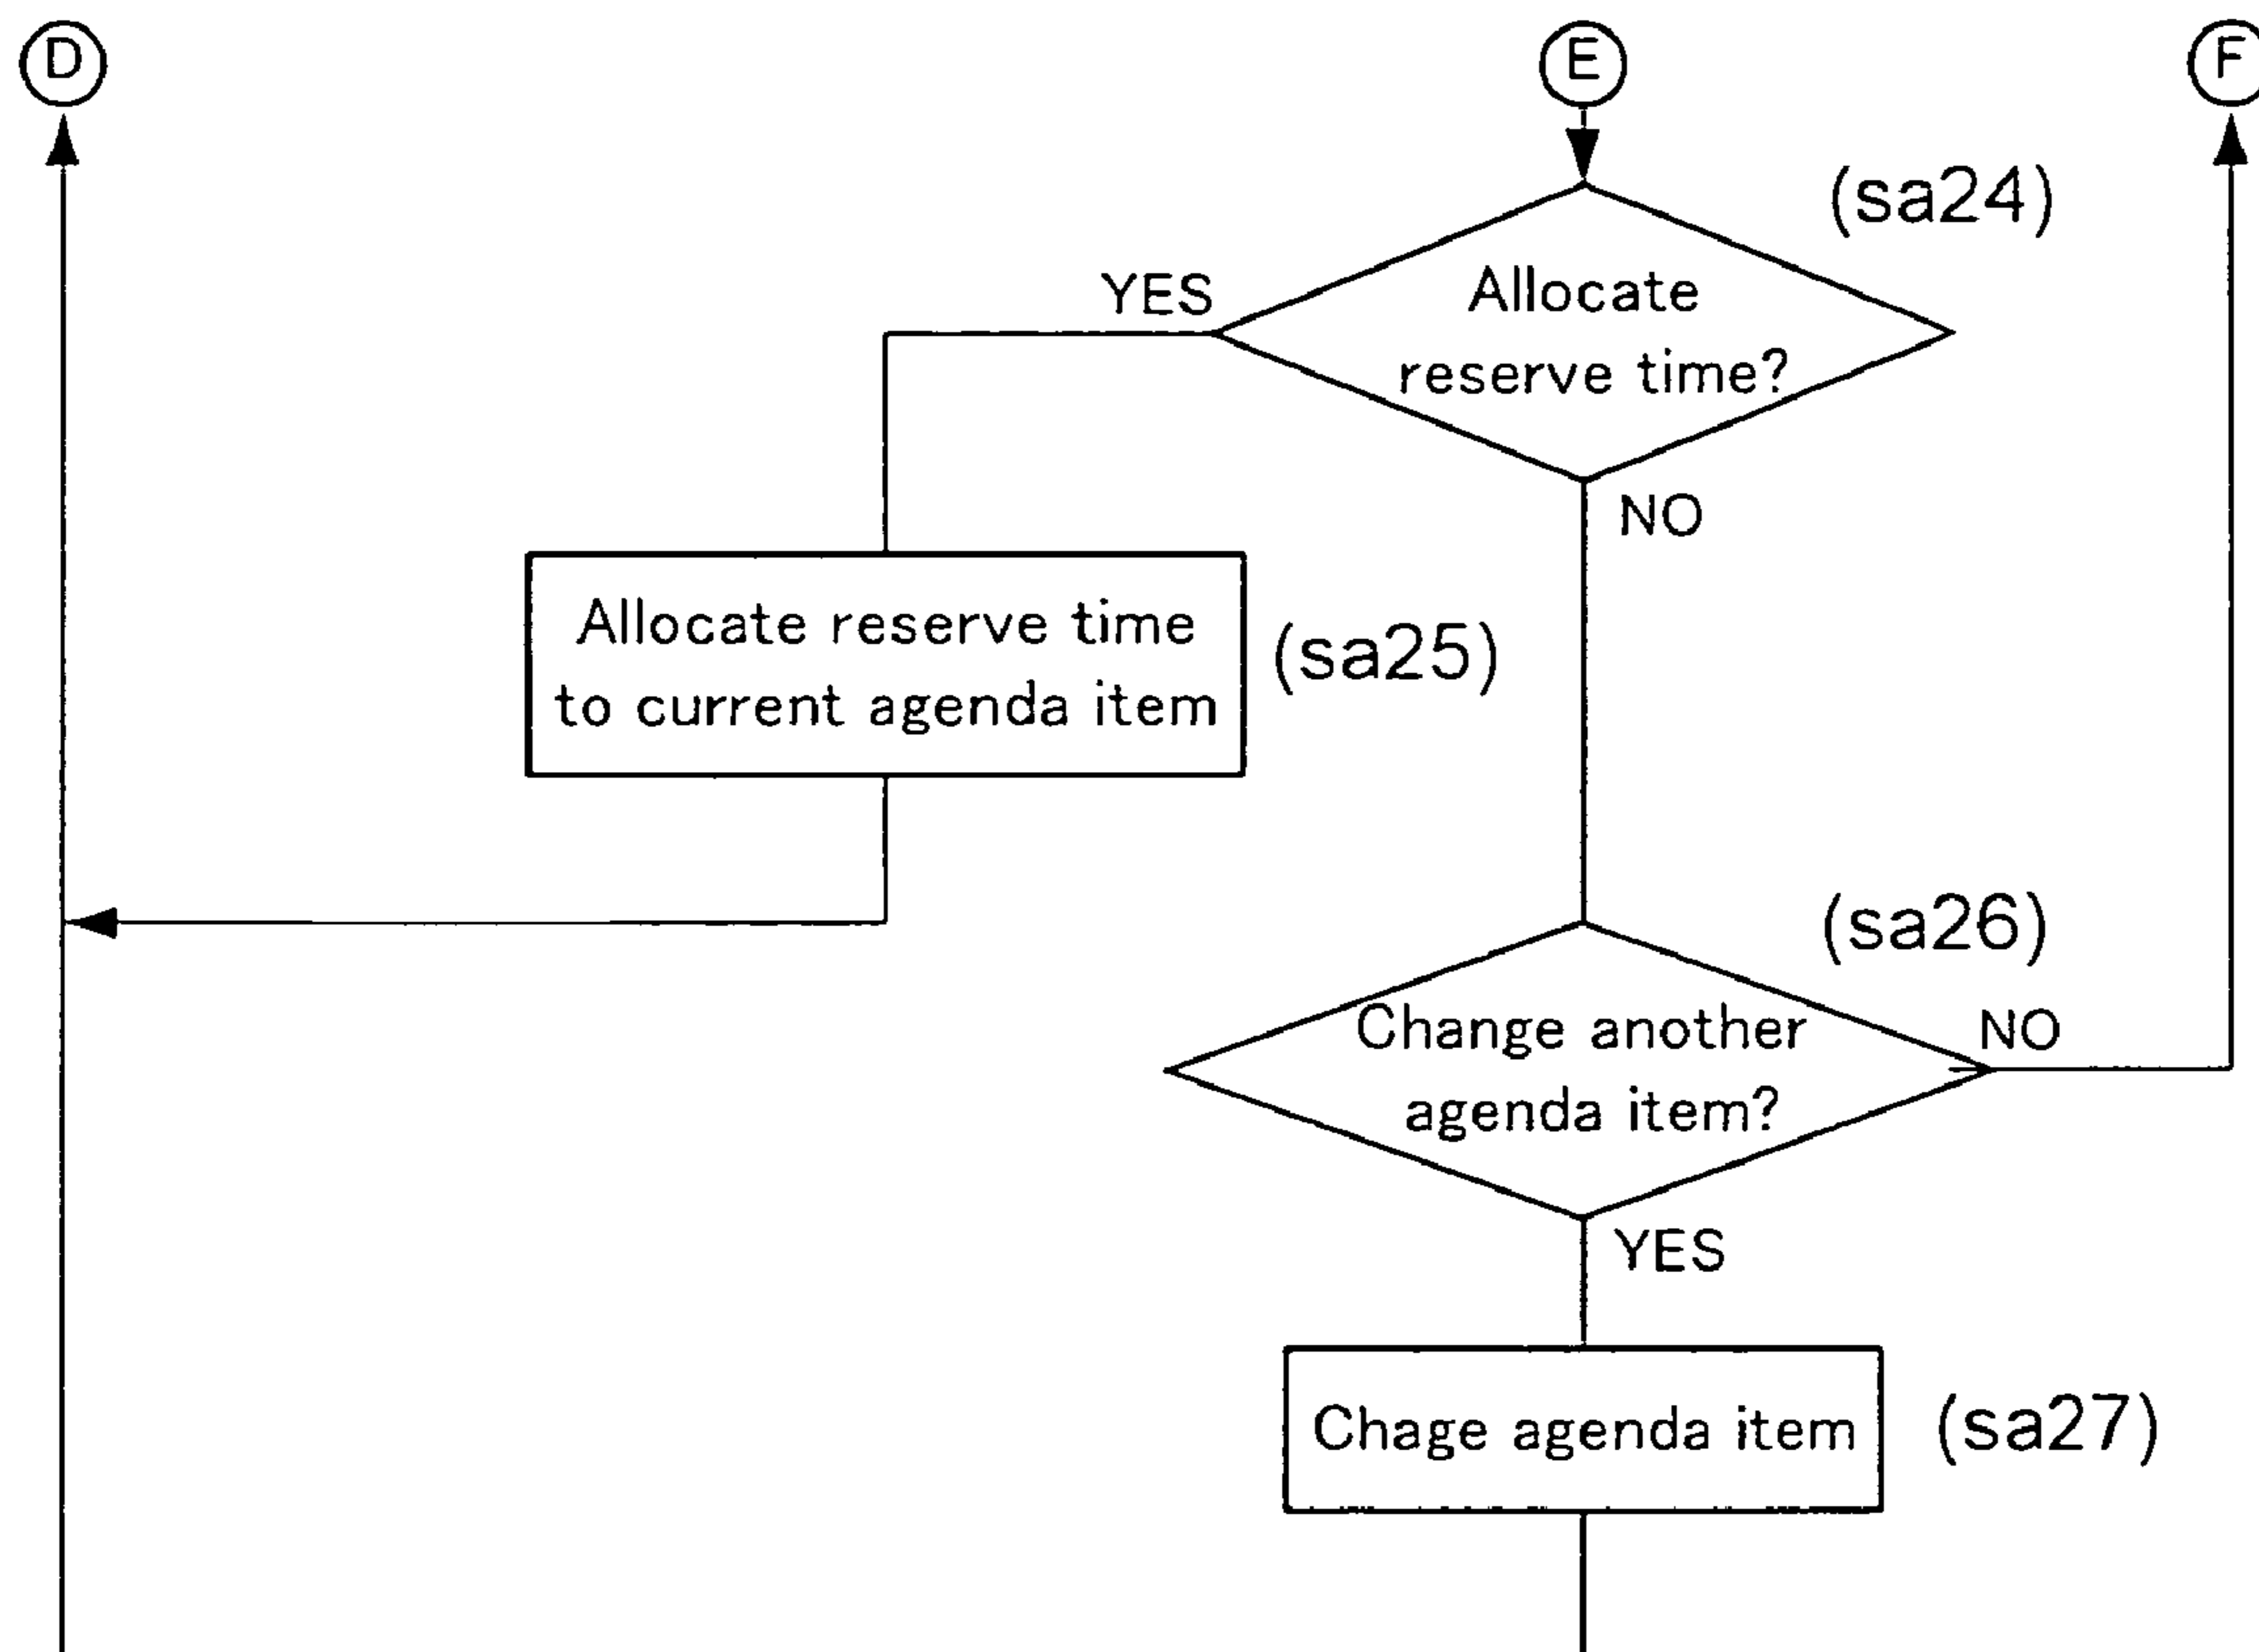 D
E
F
(sa24)
YES
Allocate
reserve time?
NO
Allocate reserve time
to current agenda item
(sa25)
(sa26)
Change another
agenda item?
NO
YES
Chage agenda item
(sa27)